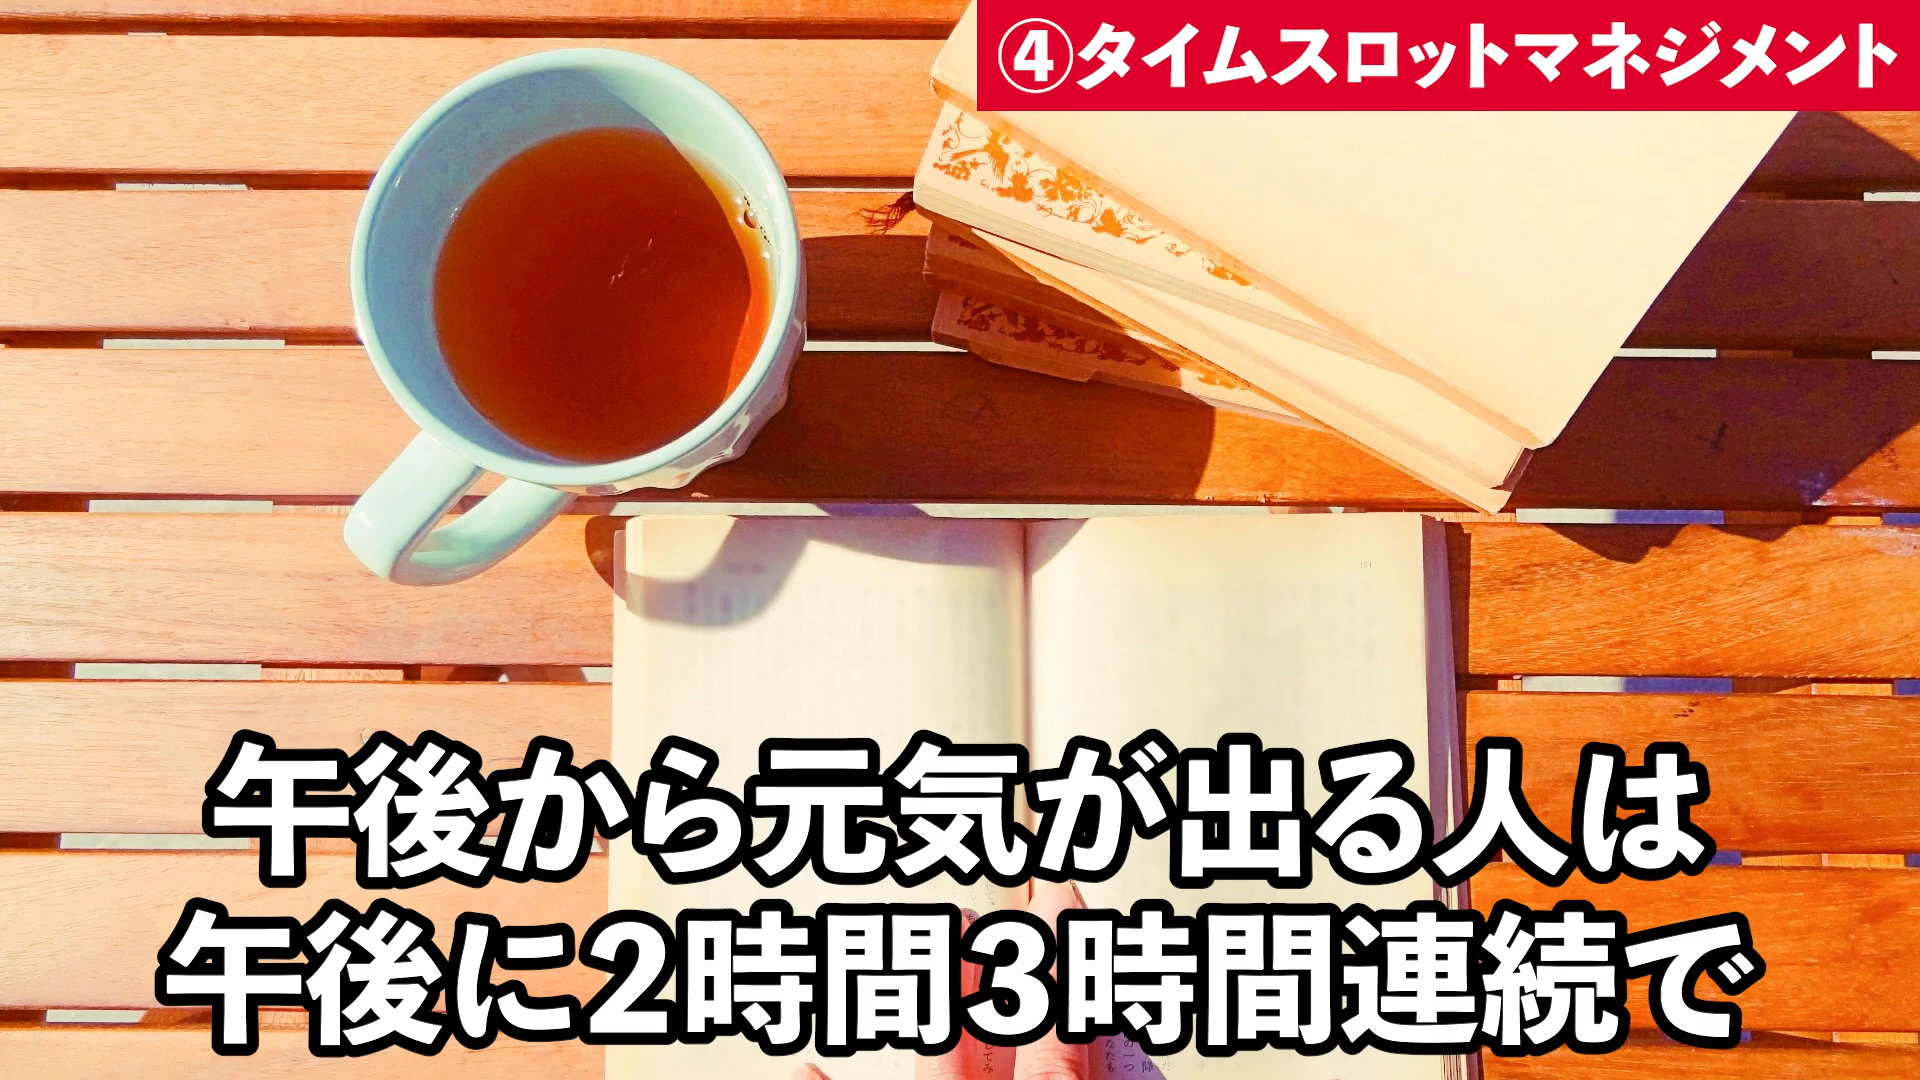 ④タイムスロットマネジメント
午後から元気が出る人は
午後に2時間3時間連続で